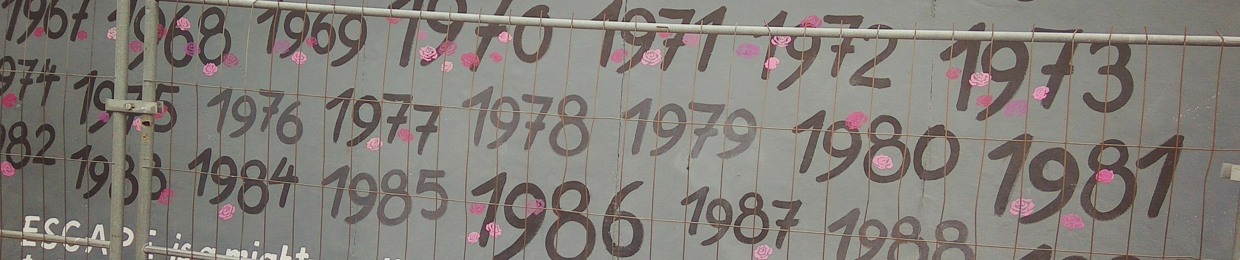 1967 1968 1969 1970 1971 1972 1973
1974 1975 1976 1977 1978 1979 1980 1981
1982 1983 1984 1985 1986 1987 1988
ESCAPE is a might